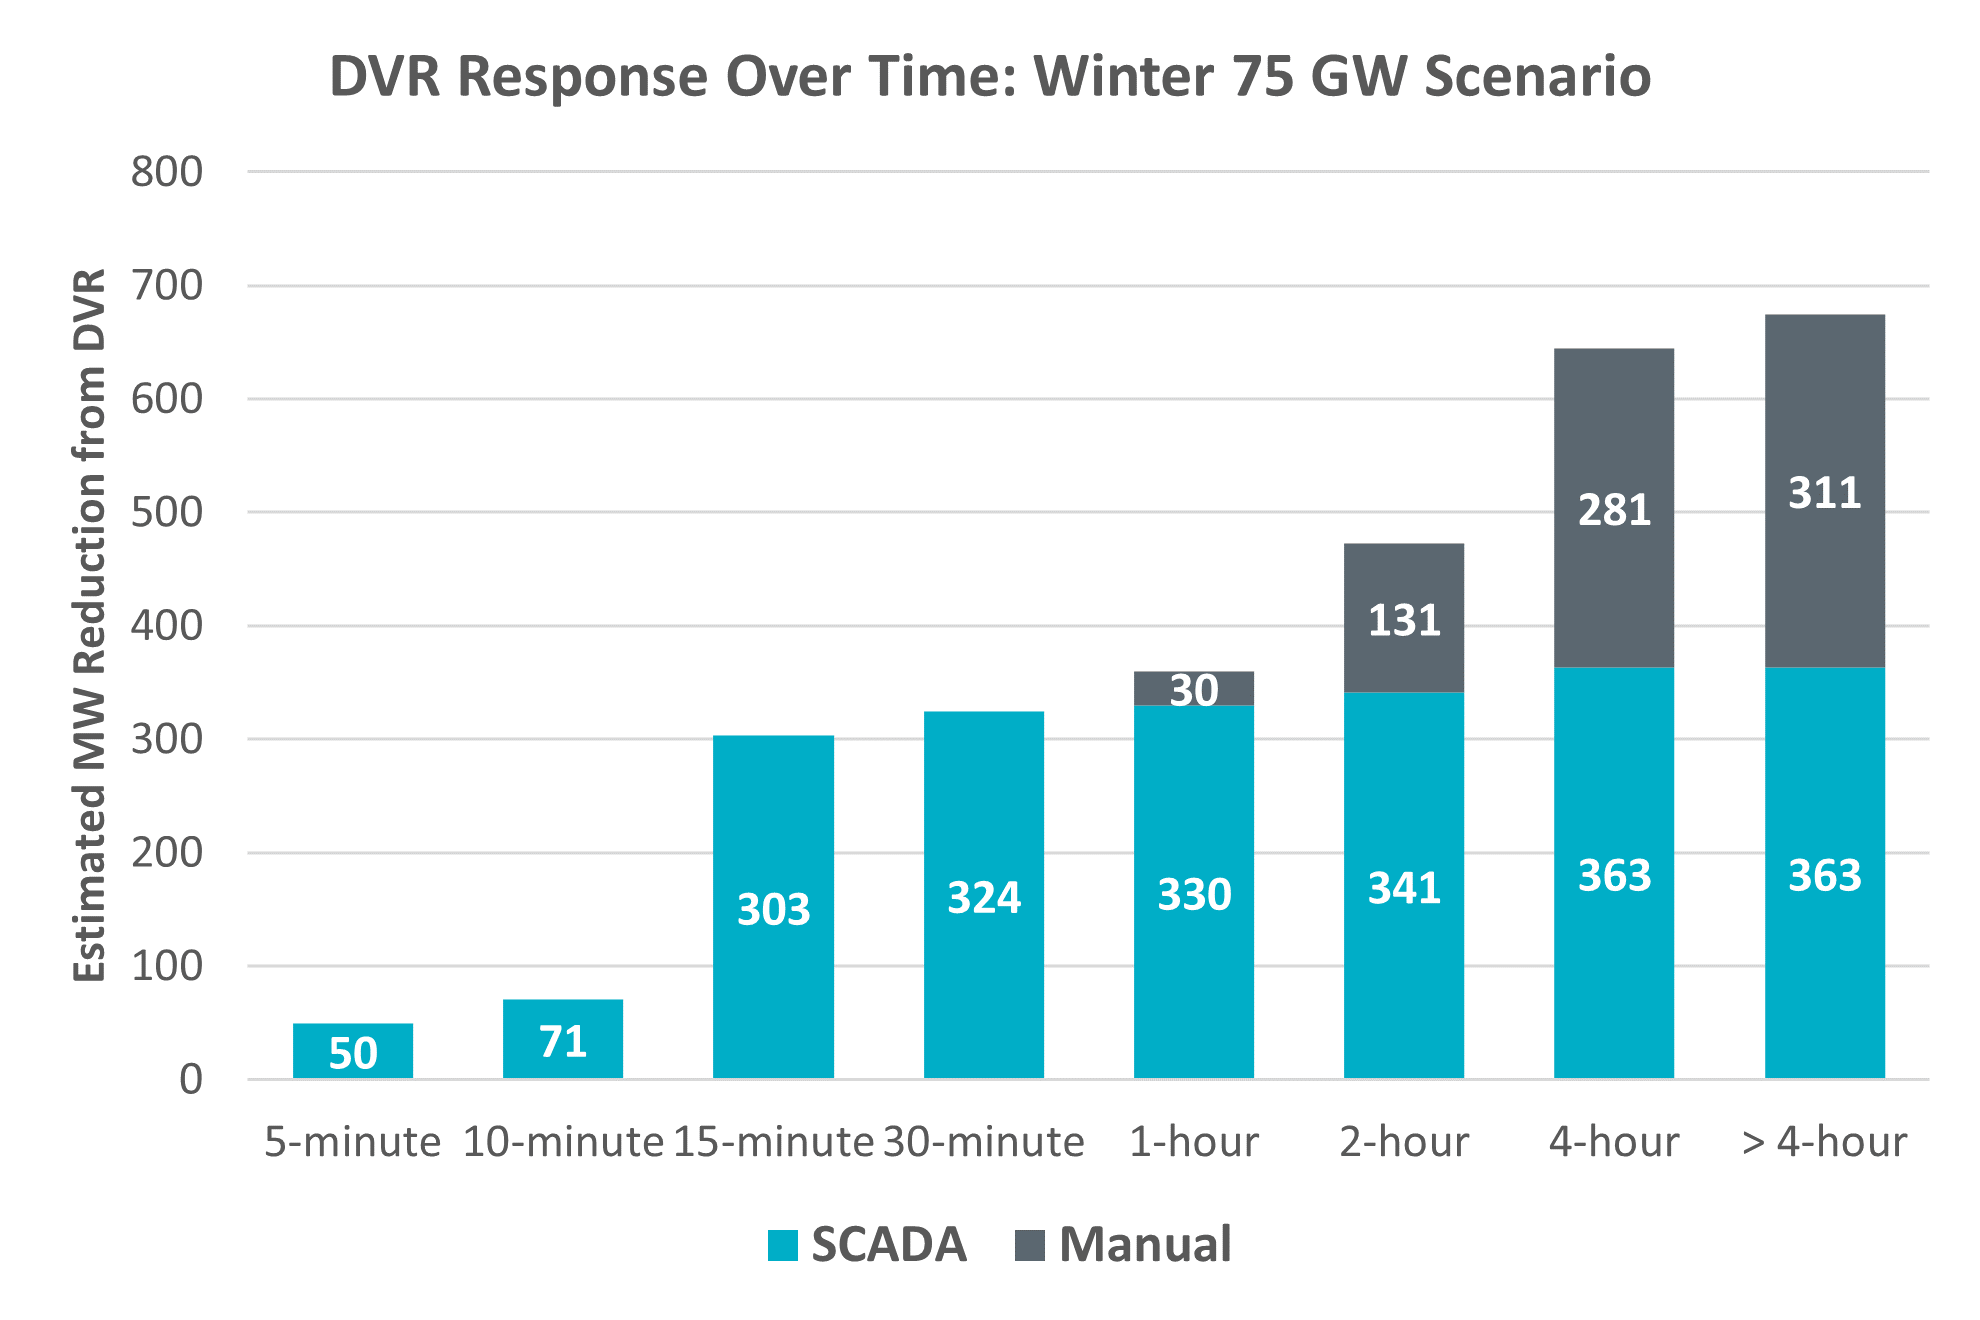 DVR Response Over Time: Winter 75 GW Scenario
Estimated MW Reduction from DVR
800
700
600
500
400
300
200
100
0
50
71
303
324
330
30
341
131
363
281
363
311
5-minute
10-minute
15-minute
30-minute
1-hour
2-hour
4-hour
> 4-hour
SCADA
Manual